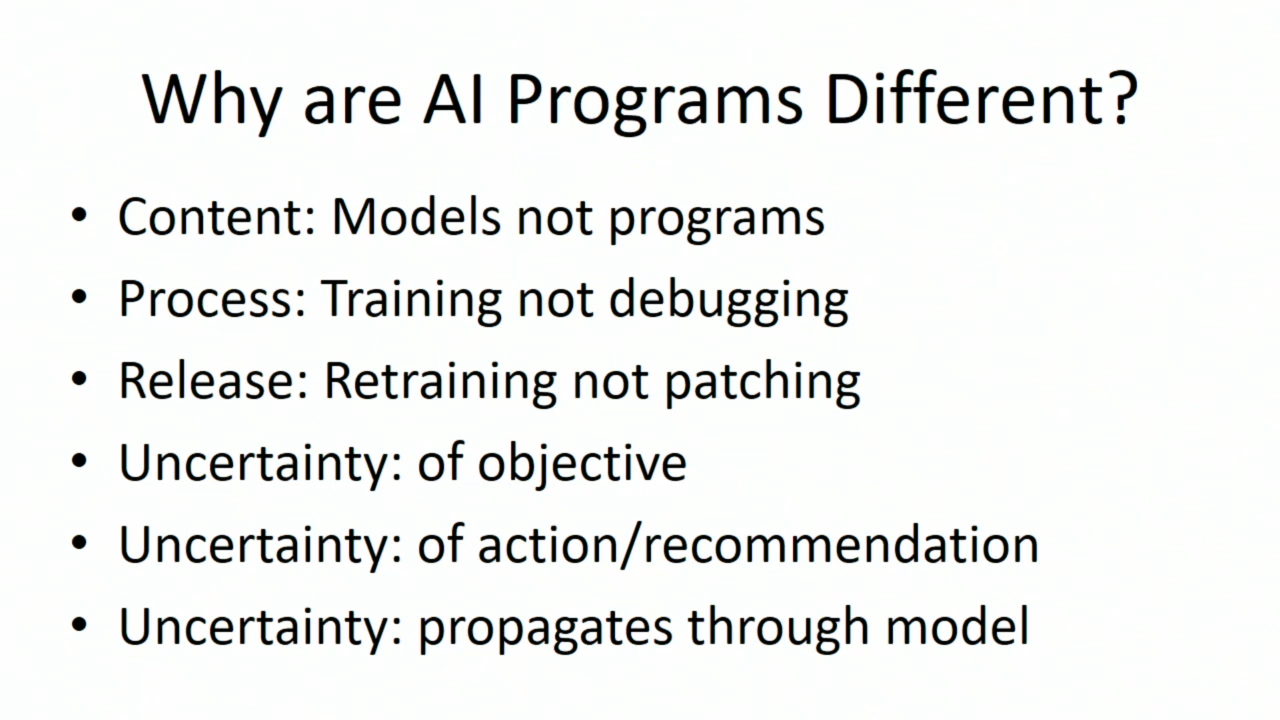 Why are AI Programs Different?
• Content: Models not programs
• Process: Training not debugging
• Release: Retraining not patching
• Uncertainty: of objective
• Uncertainty: of action/recommendation
• Uncertainty: propagates through model